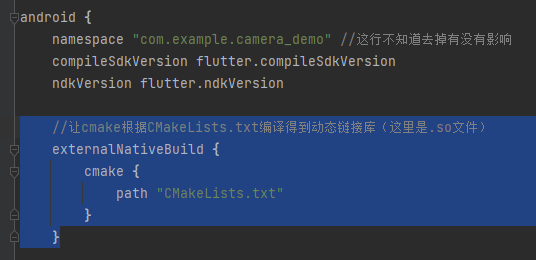 android {
namespace "com.example.camera_demo" //这行不知道去掉有没有影响
compileSdkVersion flutter.compileSdkVersion
ndkVersion flutter.ndkVersion
//让cmake根据CMakeLists.txt编译得到动态链接库（这里是.so文件）
externalNativeBuild {
cmake {
path "CMakeLists.txt"
}
}